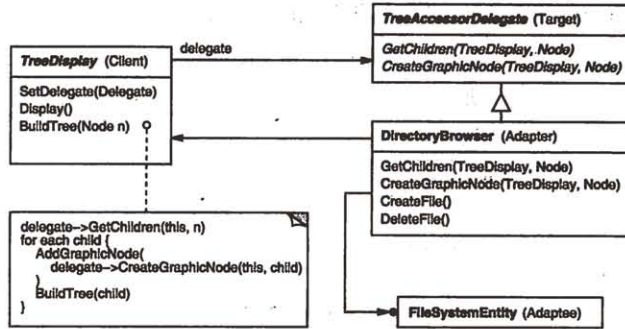 TreeAccessorDelegate (Target)
delegate
TreeDisplay (Client)
GetChildren(TreeDisplay, Node)
CreateGraphicNode(TreeDisplay, Node)
SetDelegate(Delegate)
Display()
BuildTree(Node n)
DirectoryBrowser (Adapter)
GetChildren(TreeDisplay, Node)
CreateGraphicNode(TreeDisplay, Node)
CreateFile()
DeleteFile()
delegate->GetChildren(this, n)
for each child {
AddGraphicNode(
delegate->CreateGraphicNode(this, child)
)
BuildTree(child)
}
FileSystemEntity (Adaptee)